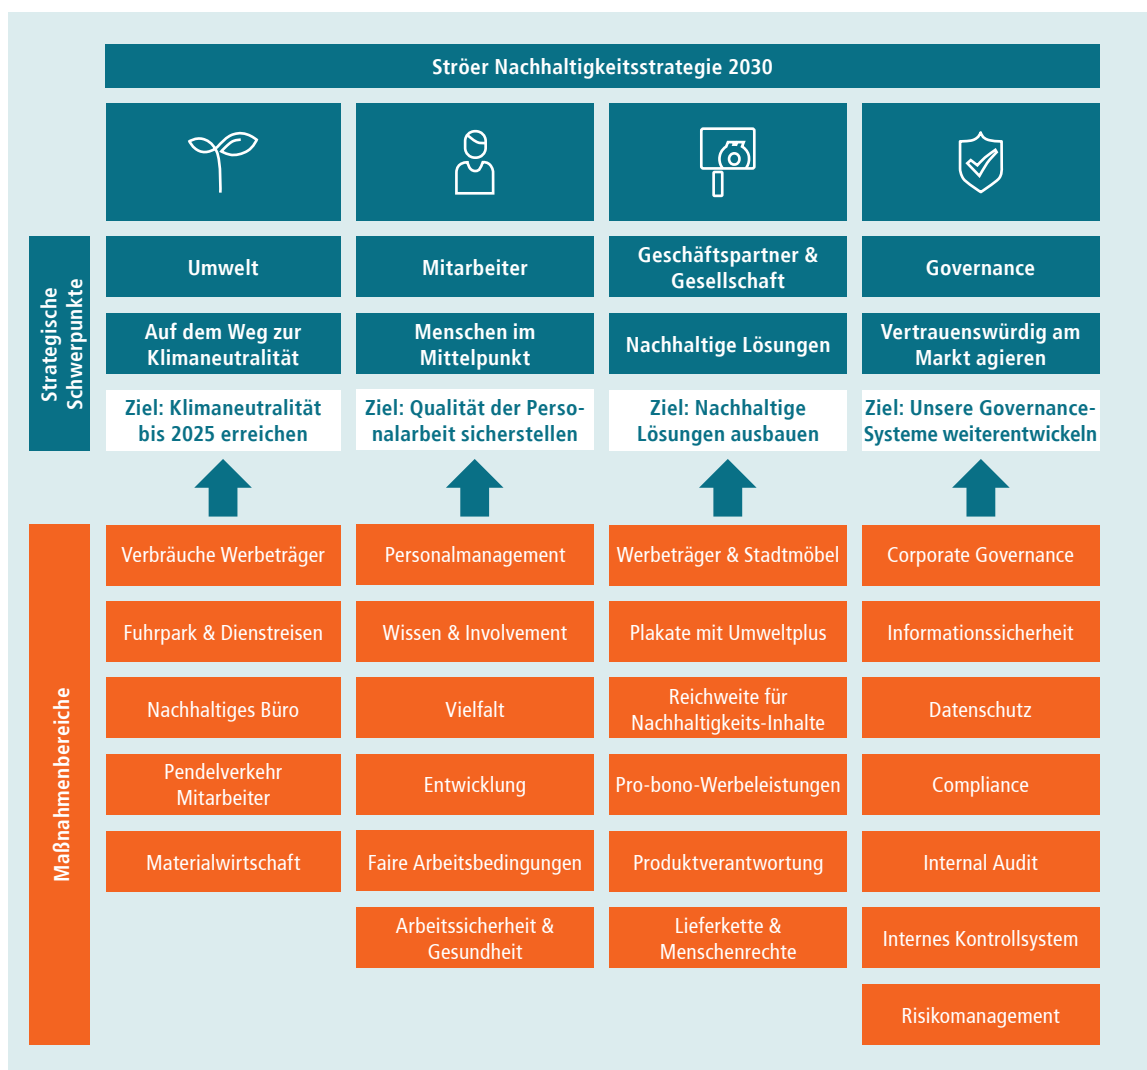 Ströer Nachhaltigkeitsstrategie 2030
Strategische
Schwerpunkte
Umwelt
Mitarbeiter
Geschäftspartner &
Gesellschaft
Governance
Auf dem Weg zur
Klimaneutralität
Menschen im
Mittelpunkt
Nachhaltige Lösungen
Vertrauenswürdig am
Markt agieren
Ziel: Klimaneutralität
bis 2025 erreichen
Ziel: Qualität der Perso-
nalarbeit sicherstellen
Ziel: Nachhaltige
Lösungen ausbauen
Ziel: Unsere Governance-
Systeme weiterentwickeln
Maßnahmenbereiche
Verbräuche Werbeträger
Personalmanagement
Werbeträger & Stadtmöbel
Corporate Governance
Fuhrpark & Dienstreisen
Wissen & Involvement
Plakate mit Umweltplus
Informationssicherheit
Nachhaltiges Büro
Vielfalt
Reichweite für
Nachhaltigkeits-Inhalte
Datenschutz
Pendelverkehr
Mitarbeiter
Entwicklung
Pro-bono-Werbeleistungen
Compliance
Materialwirtschaft
Faire Arbeitsbedingungen
Produktverantwortung
Internal Audit
Arbeitssicherheit &
Gesundheit
Lieferkette &
Menschenrechte
Internes Kontrollsystem
Risikomanagement